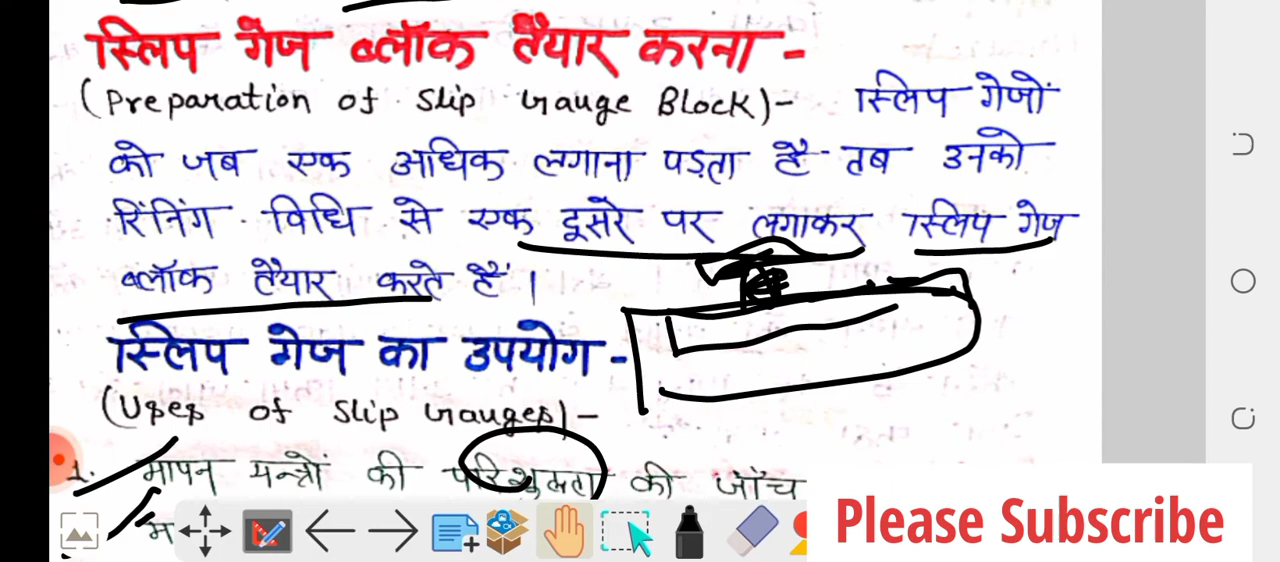 स्लिप गेज ब्लॉक तैयार करना -
(Preparation of Slip Gauge Block)- स्लिप गेजों
को जब एक अधिक लगाना पड़ता है तब उनको
रिंनिंग विधि से एक दूसरे पर लगाकर स्लिप गेज
ब्लॉक तैयार करते हैं।
स्लिप गेज का उपयोग -
(Uses of Slip Gauges)-
1. मापन यन्त्रों की परिशुद्धता की जाँच
Please Subscribe